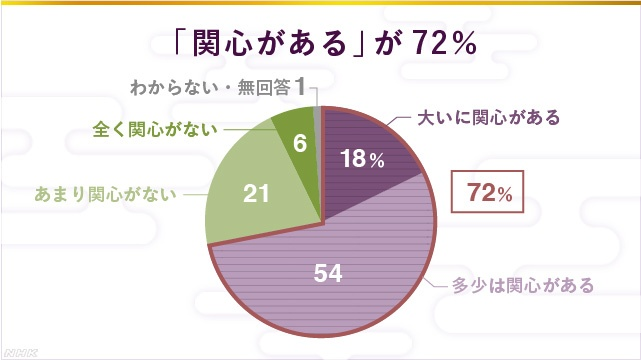 「関心がある」が 72%
わからない・無回答 1
全く関心がない
6
大いに関心がある
18%
あまり関心がない
21
72%
54
多少は関心がある
NHK